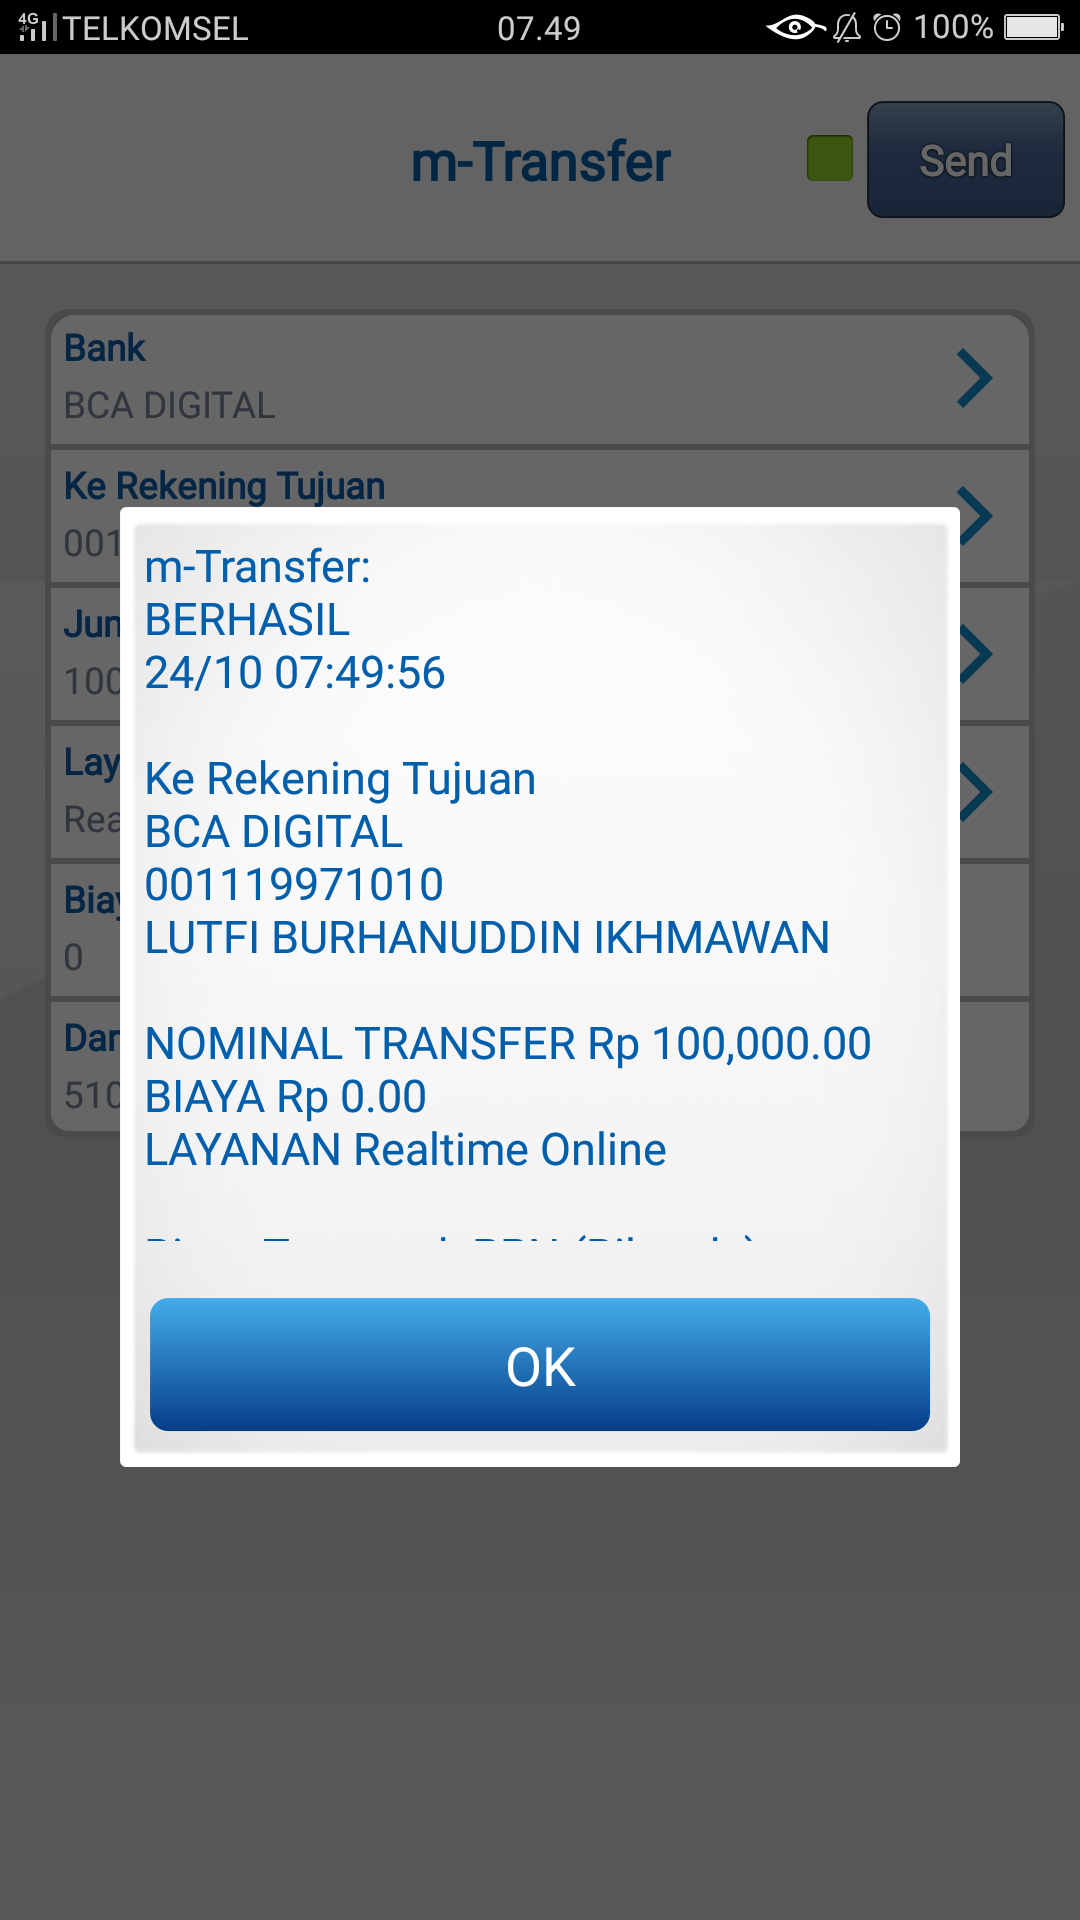 4G TELKOMSEL 07.49 100%
m-Transfer
Send
Bank
BCA DIGITAL
Ke Rekening Tujuan
001
Jun
100
Lay
Rea
Biay
0
Dar
510
m-Transfer:
BERHASIL
24/10 07:49:56
Ke Rekening Tujuan
BCA DIGITAL
001119971010
LUTFI BURHANUDDIN IKHMAWAN
NOMINAL TRANSFER Rp 100,000.00
BIAYA Rp 0.00
LAYANAN Realtime Online
OK